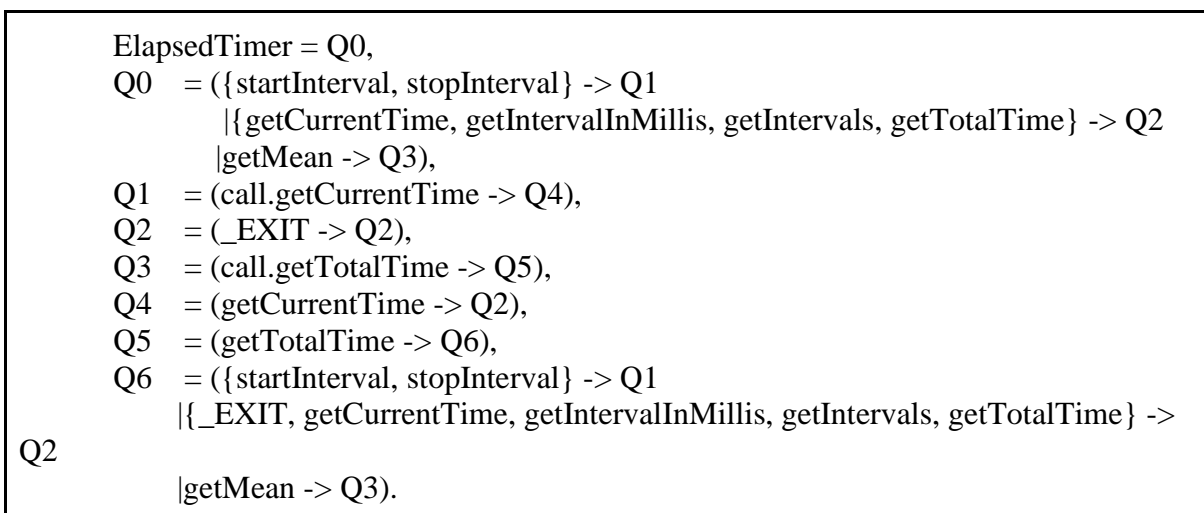 ElapsedTimer = Q0,
Q0 = ({startInterval, stopInterval} -> Q1
|{getCurrentTime, getIntervalInMillis, getIntervals, getTotalTime} -> Q2
|getMean -> Q3),
Q1 = (call.getCurrentTime -> Q4),
Q2 = (_EXIT -> Q2),
Q3 = (call.getTotalTime -> Q5),
Q4 = (getCurrentTime -> Q2),
Q5 = (getTotalTime -> Q6),
Q6 = ({startInterval, stopInterval} -> Q1
|{_EXIT, getCurrentTime, getIntervalInMillis, getIntervals, getTotalTime} ->
Q2
|getMean -> Q3).